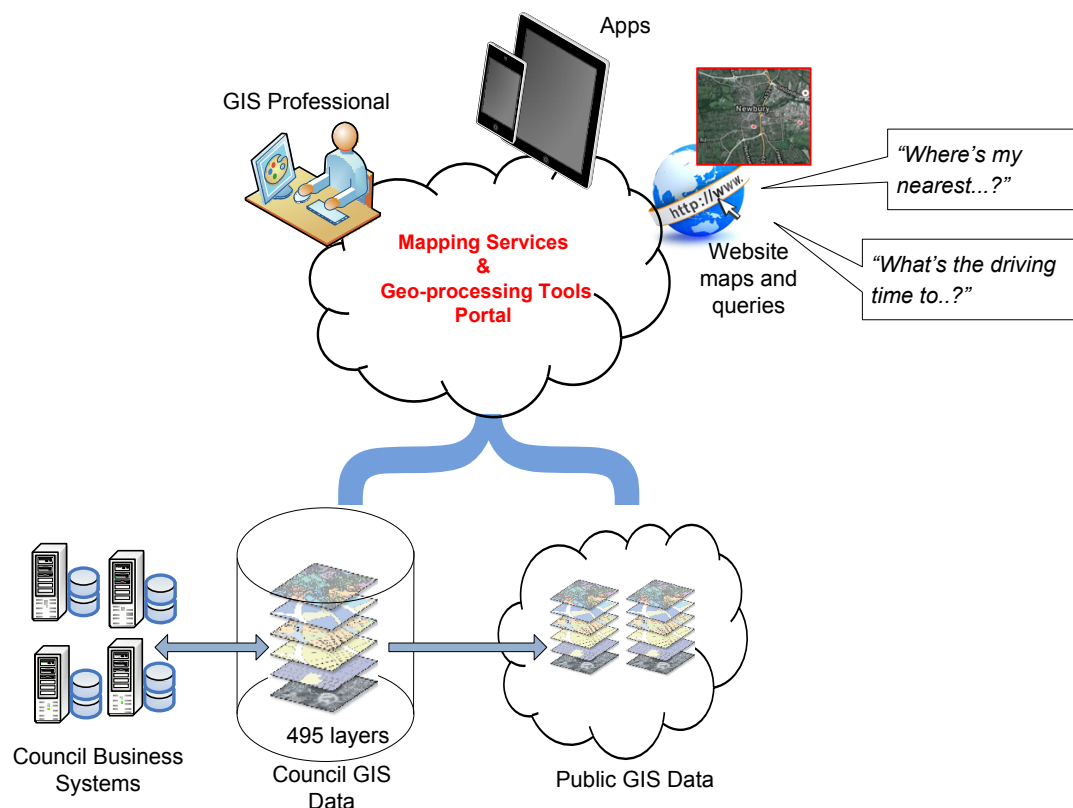 Apps
GIS Professional
Newbury
http://www.
“Where’s my
nearest...?”
Mapping Services
&
Geo-processing Tools
Portal
Website
maps and
queries
“What’s the driving
time to..?”
495 layers
Council Business
Systems
Council GIS
Data
Public GIS Data